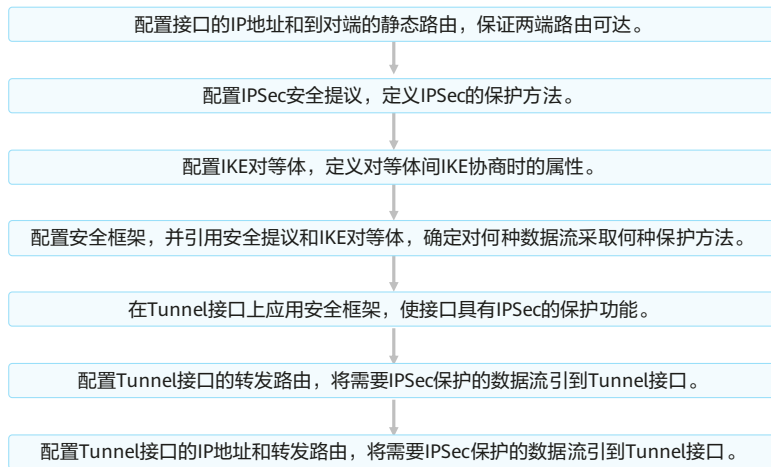 配置接口的IP地址和到对端的静态路由，保证两端路由可达。
配置IPSec安全提议，定义IPSec的保护方法。
配置IKE对等体，定义对等体间IKE协商时的属性。
配置安全框架，并引用安全提议和IKE对等体，确定对何种数据流采取何种保护方法。
在Tunnel接口上应用安全框架，使接口具有IPSec的保护功能。
配置Tunnel接口的转发路由，将需要IPSec保护的数据流引到Tunnel接口。
配置Tunnel接口的IP地址和转发路由，将需要IPSec保护的数据流引到Tunnel接口。